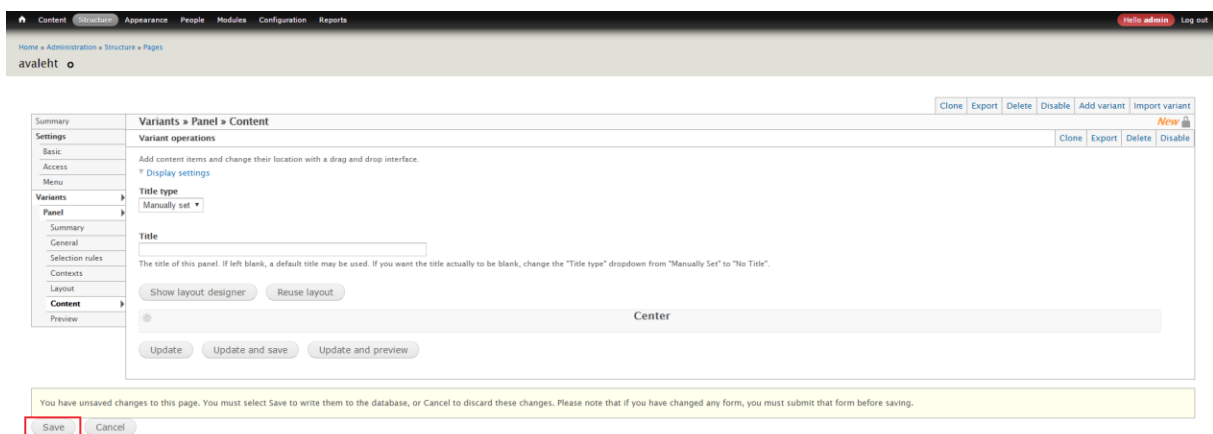 Content Structure Appearance People Modules Configuration Reports Hello admin Log out
Home » Administration » Structure » Pages
avaleht
Clone Export Delete Disable Add variant Import variant
Summary
Settings
Basic
Access
Menu
Variants
Panel
Summary
General
Selection rules
Contexts
Layout
Content
Preview
Variants » Panel » Content
New
Variant operations
Clone Export Delete Disable
Add content items and change their location with a drag and drop interface.
Display settings
Title type
Manually set
Title
The title of this panel. If left blank, a default title may be used. If you want the title actually to be blank, change the "Title type" dropdown from "Manually Set" to "No Title".
Show layout designer Reuse layout
Center
Update Update and save Update and preview
You have unsaved changes to this page. You must select Save to write them to the database, or Cancel to discard these changes. Please note that if you have changed any form, you must submit that form before saving.
Save Cancel